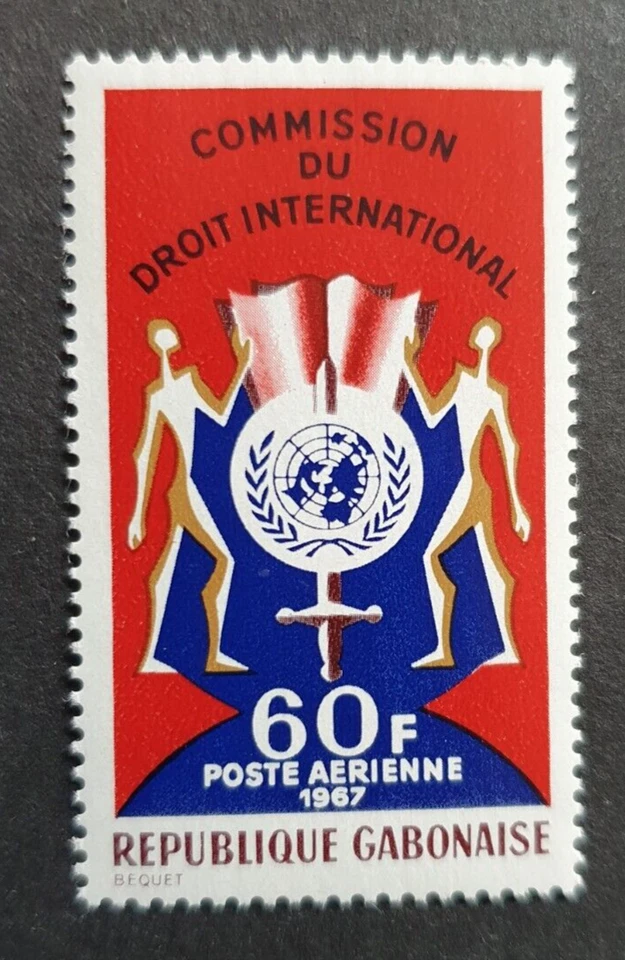 COMMISSION
DU
DROIT INTERNATIONAL
60F
POSTE AERIENNE
1967
REPUBLIQUE GABONAISE
BEQUET